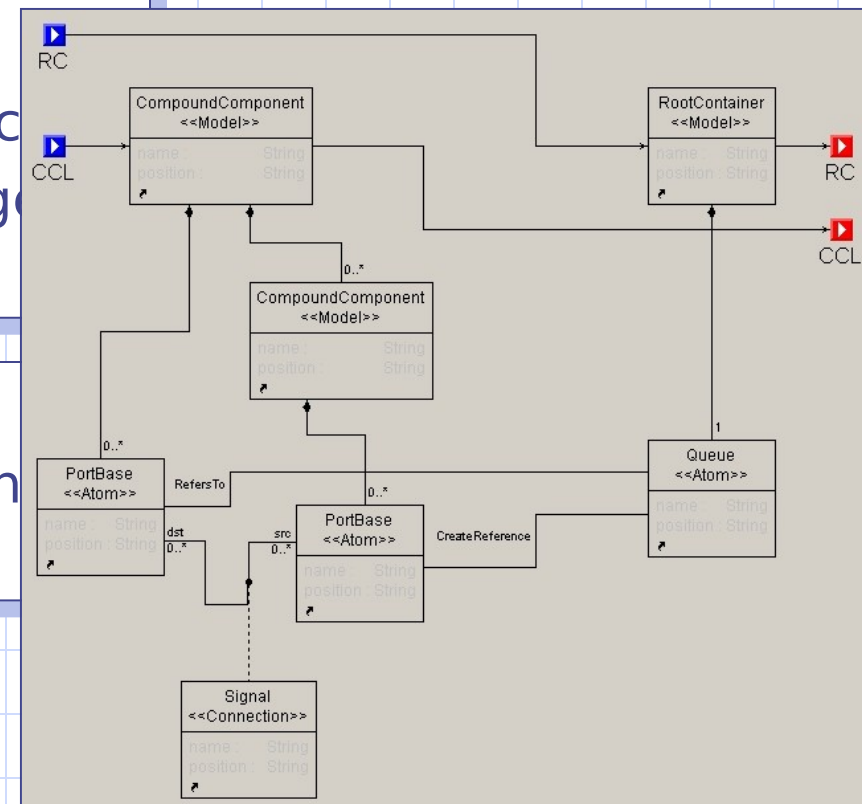 RC
CompoundComponent
<<Model>>
name : String
position : String
RootContainer
<<Model>>
name : String
position : String
CCL
RC
CCL
0..*
CompoundComponent
<<Model>>
name : String
position : String
0..*
1
PortBase
<<Atom>>
name : String
position : String
RefersTo
0..*
Queue
<<Atom>>
name : String
position : String
dst
0..*
src
0..*
PortBase
<<Atom>>
name : String
position : String
CreateReference
Signal
<<Connection>>
name : String
position : String